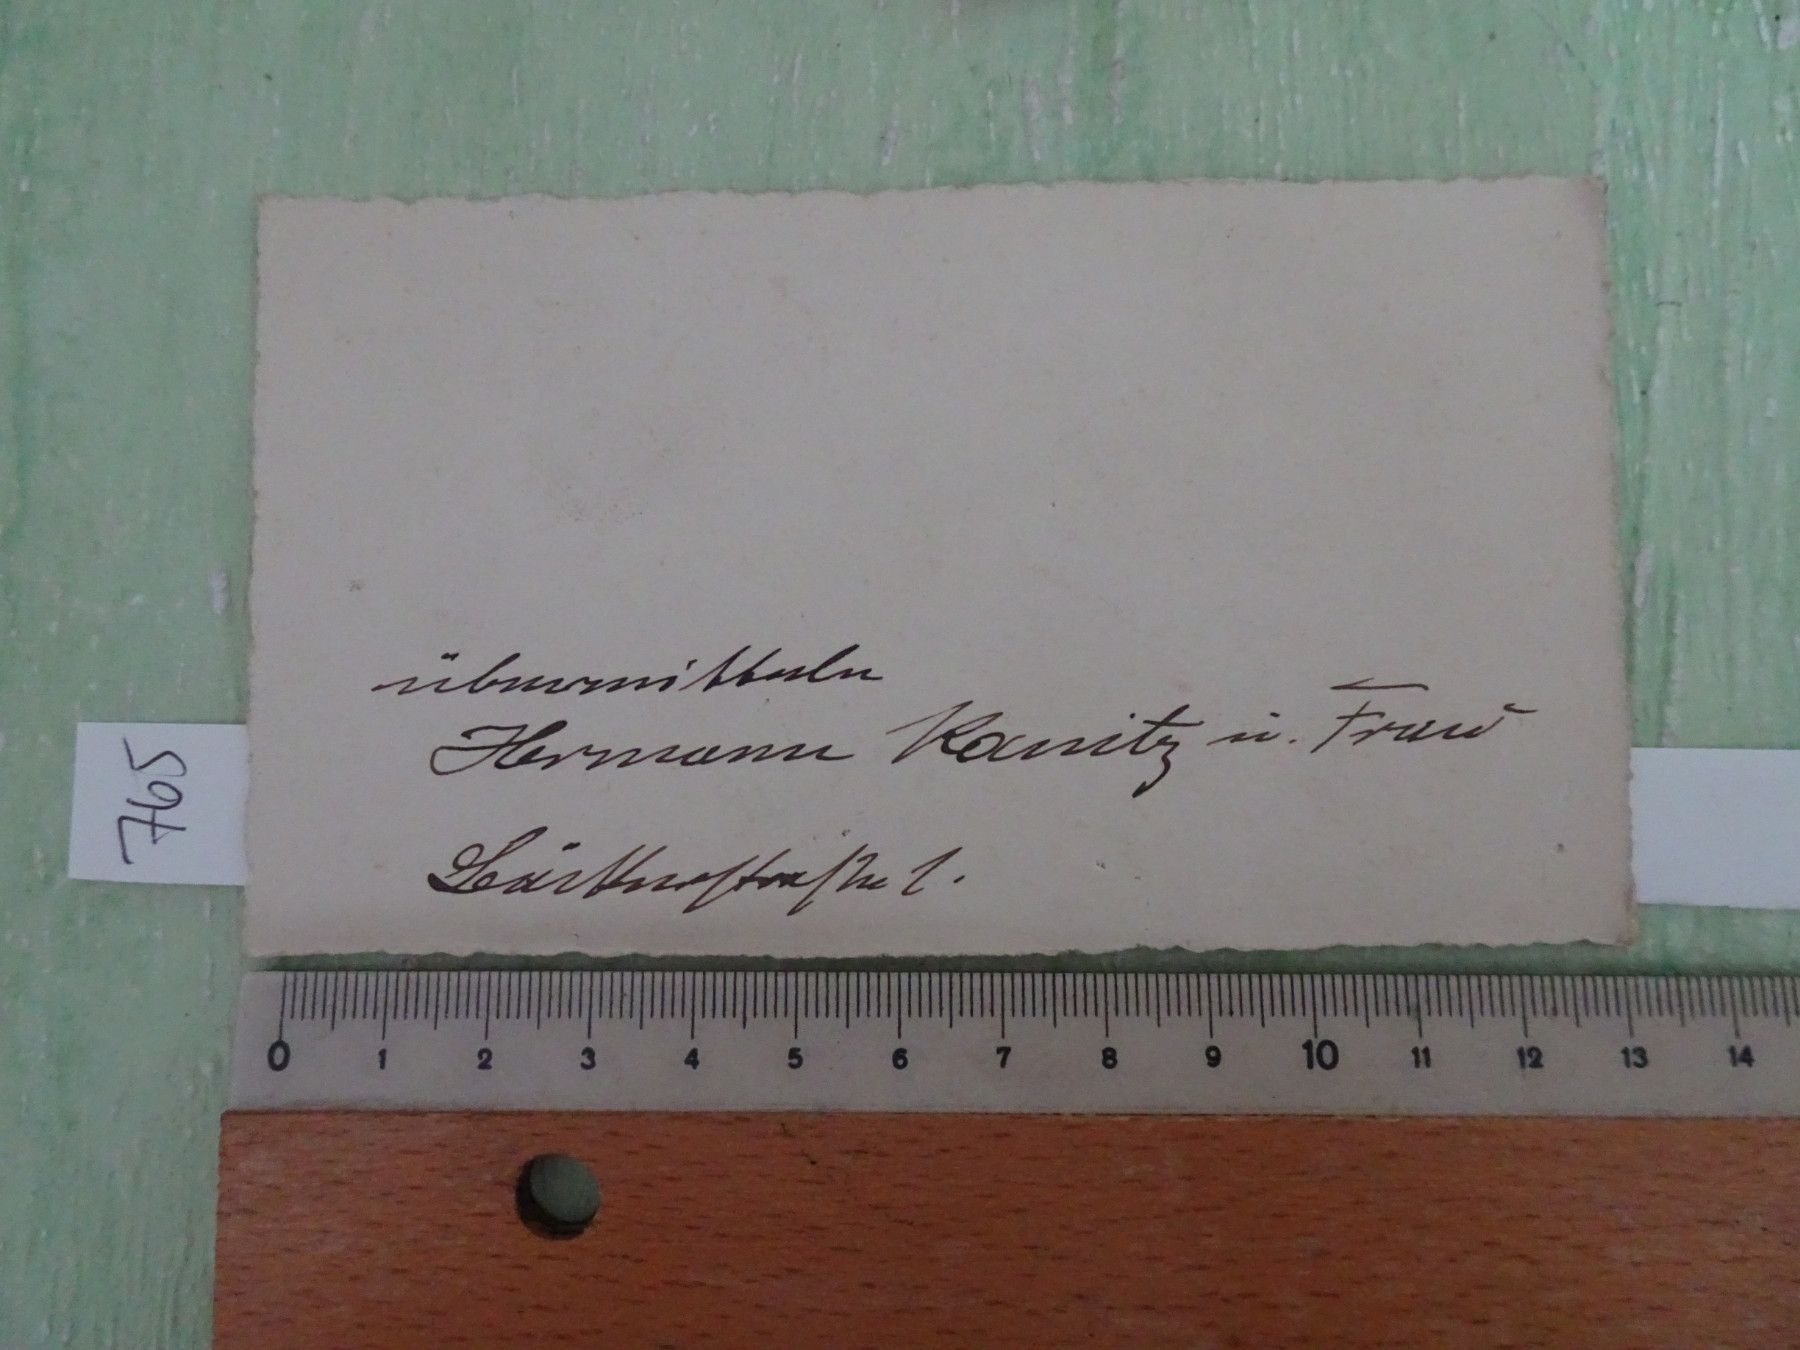 übermitteln
Hermann Kanitz u. Frau
1.
765
0 1 2 3 4 5 6 7 8 9 10 11 12 13 14